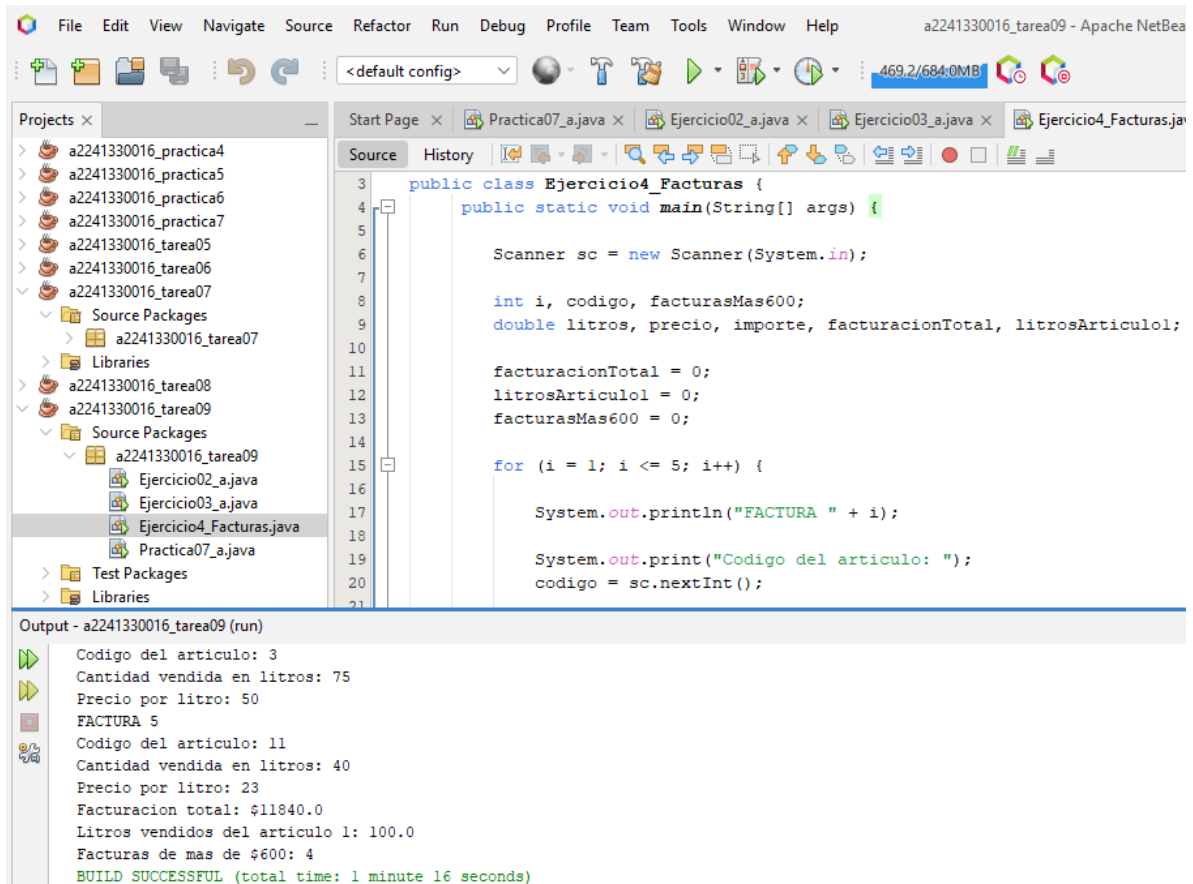 File Edit View Navigate Source Refactor Run Debug Profile Team Tools Window Help a2241330016_tarea09 - Apache NetBea
<default config> 469.2/684.0MB
Projects
Start Page Practica07_a.java Ejercicio02_a.java Ejercicio03_a.java Ejercicio4_Facturas.jav
Source History
a2241330016_practica4
a2241330016_practica5
a2241330016_practica6
a2241330016_practica7
a2241330016_tarea05
a2241330016_tarea06
a2241330016_tarea07
Source Packages
a2241330016_tarea07
Libraries
a2241330016_tarea08
a2241330016_tarea09
Source Packages
a2241330016_tarea09
Ejercicio02_a.java
Ejercicio03_a.java
Ejercicio4_Facturas.java
Practica07_a.java
Test Packages
Libraries
3 public class Ejercicio4_Facturas {
4 public static void main(String[] args) {
5
6 Scanner sc = new Scanner(System.in);
7
8 int i, codigo, facturasMas600;
9 double litros, precio, importe, facturacionTotal, litrosArticulo1;
10
11 facturacionTotal = 0;
12 litrosArticulo1 = 0;
13 facturasMas600 = 0;
14
15 for (i = 1; i <= 5; i++) {
16
17 System.out.println("FACTURA " + i);
18
19 System.out.print("Codigo del articulo: ");
20 codigo = sc.nextInt();
21
Output - a2241330016_tarea09 (run)
Codigo del articulo: 3
Cantidad vendida en litros: 75
Precio por litro: 50
FACTURA 5
Codigo del articulo: 11
Cantidad vendida en litros: 40
Precio por litro: 23
Facturacion total: $11840.0
Litros vendidos del articulo 1: 100.0
Facturas de mas de $600: 4
BUILD SUCCESSFUL (total time: 1 minute 16 seconds)